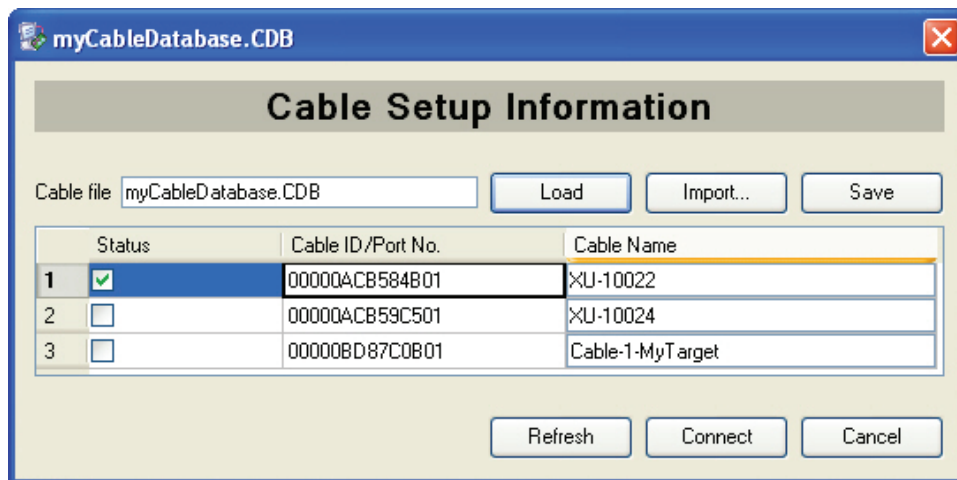 myCableDatabase.CDB
Cable Setup Information
Cable file myCableDatabase.CDB Load Import... Save
Status Cable ID/Port No. Cable Name
1 00000ACB584B01 XU-10022
2 00000ACB59C501 XU-10024
3 00000BD87C0B01 Cable-1-MyTarget
Refresh Connect Cancel